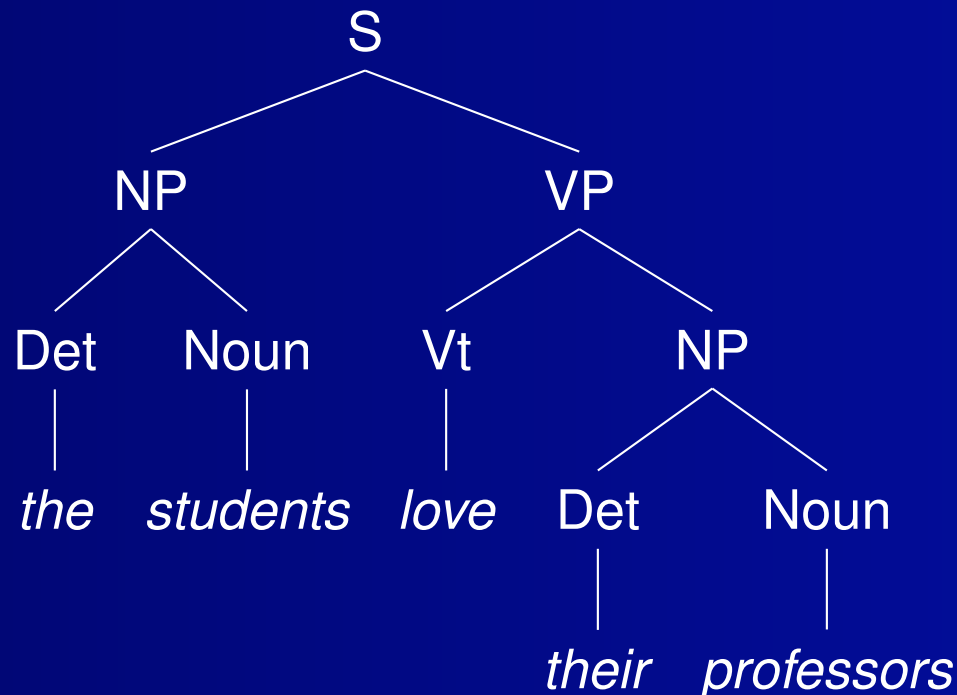 S
NP VP
Det Noun Vt NP
the students love Det Noun
their professors